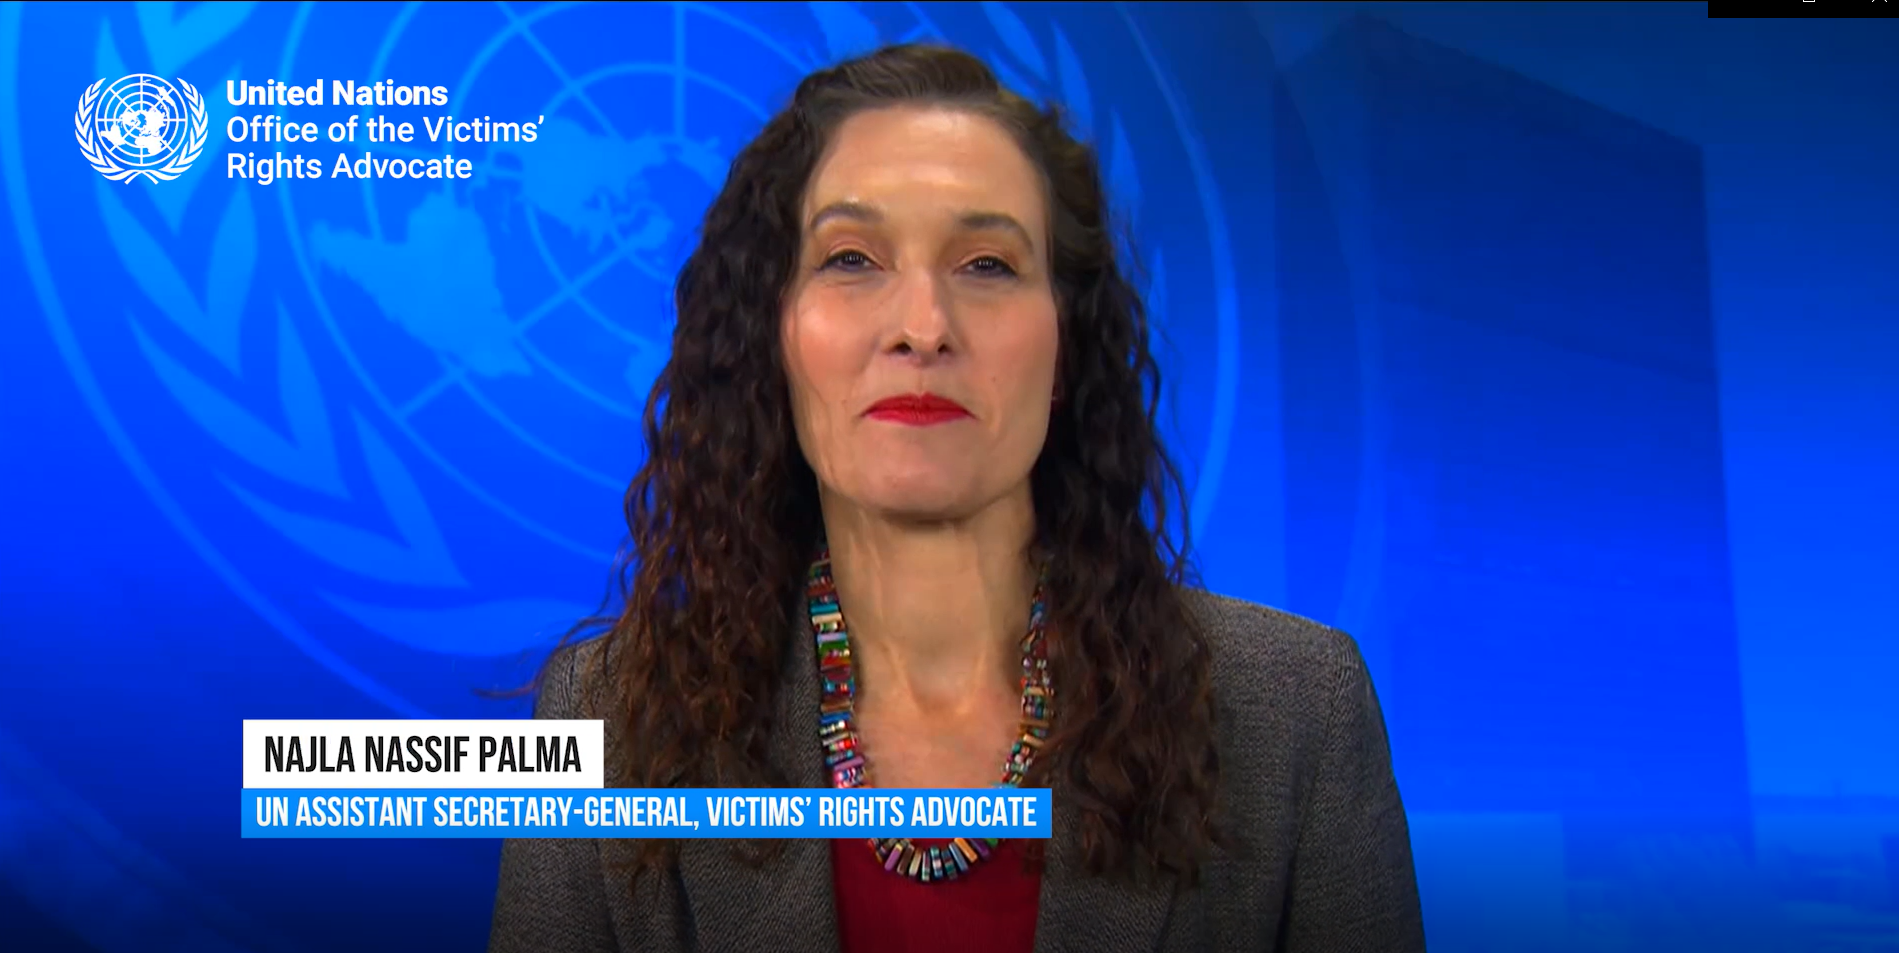 United Nations
Office of the Victims’
Rights Advocate
NAJLA NASSIF PALMA
UN ASSISTANT SECRETARY-GENERAL, VICTIMS’ RIGHTS ADVOCATE